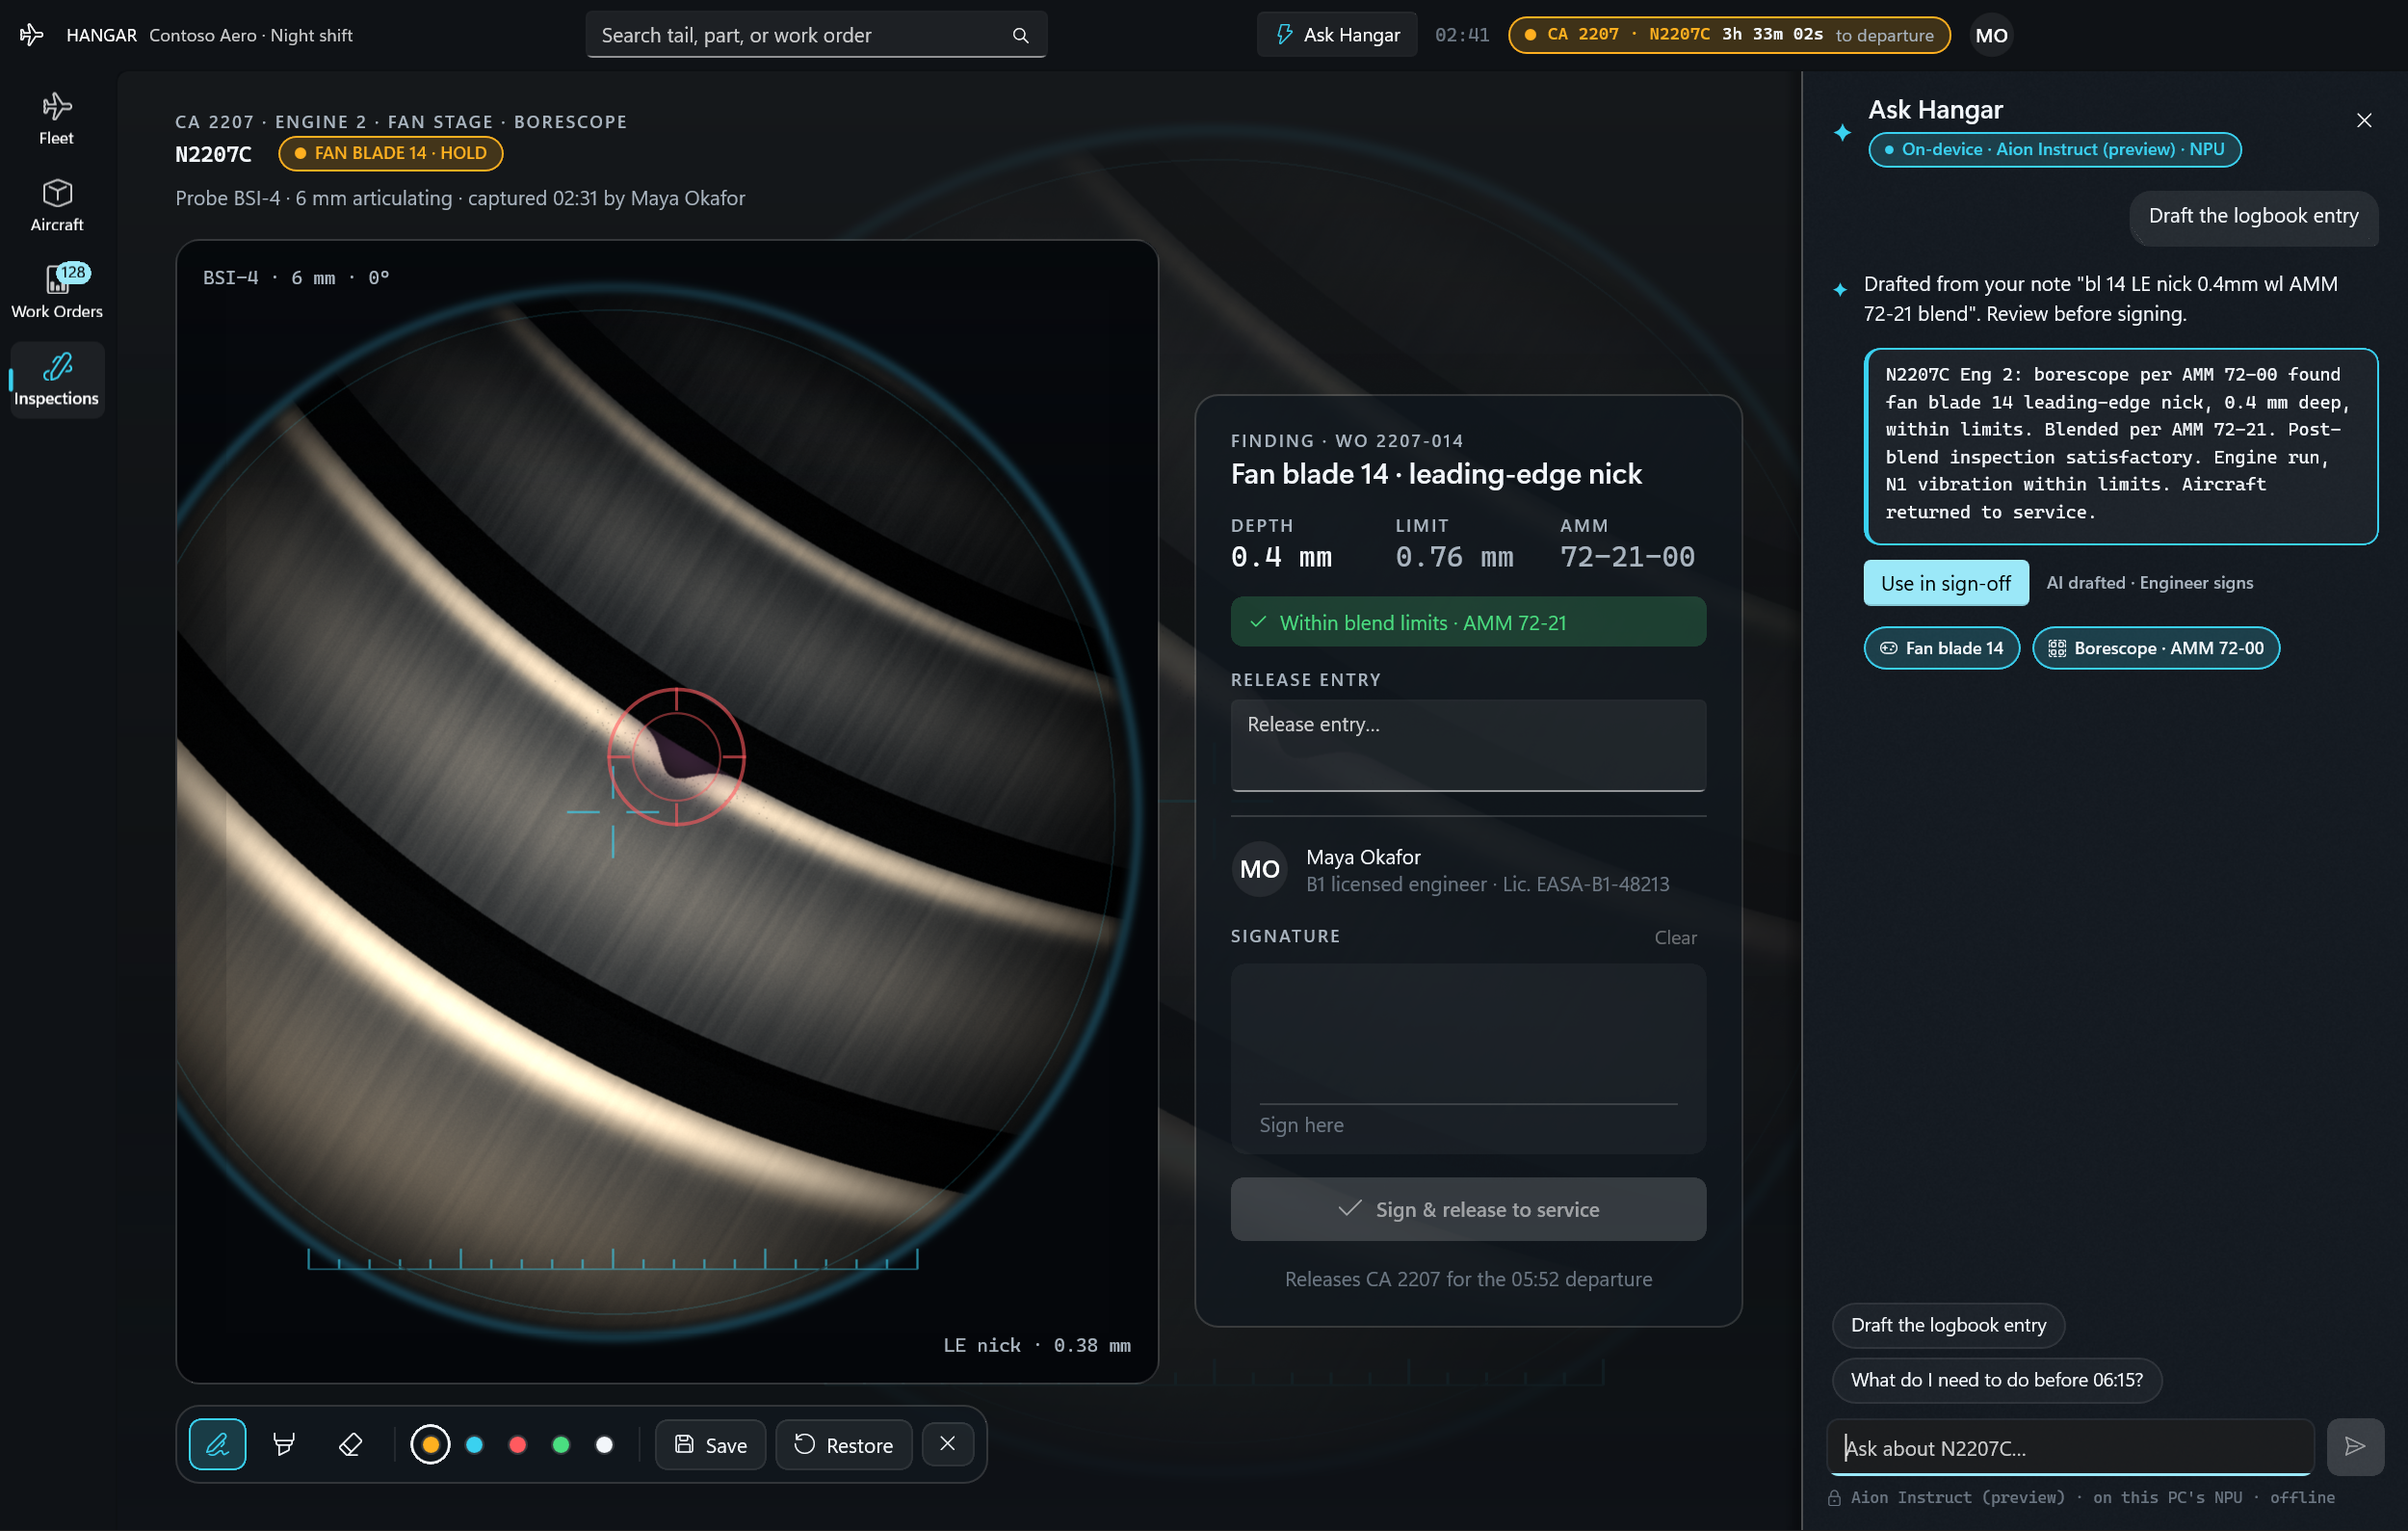 HANGAR Contoso Aero · Night shift
Search tail, part, or work order
Ask Hangar
02:41
CA 2207 · N2207C 3h 33m 02s to departure
MO
Fleet
Aircraft
128
Work Orders
Inspections
CA 2207 · ENGINE 2 · FAN STAGE · BORESCOPE
N2207C
FAN BLADE 14 · HOLD
Probe BSI-4 · 6 mm articulating · captured 02:31 by Maya Okafor
BSI-4 · 6 mm · 0°
LE nick · 0.38 mm
Save
Restore
FINDING · WO 2207-014
Fan blade 14 · leading-edge nick
DEPTH LIMIT AMM
0.4 mm 0.76 mm 72-21-00
Within blend limits · AMM 72-21
RELEASE ENTRY
Release entry...
MO
Maya Okafor
B1 licensed engineer · Lic. EASA-B1-48213
SIGNATURE
Clear
Sign here
Sign & release to service
Releases CA 2207 for the 05:52 departure
Ask Hangar
On-device · Aion Instruct (preview) · NPU
Draft the logbook entry
Drafted from your note "bl 14 LE nick 0.4mm wl AMM
72-21 blend". Review before signing.
N2207C Eng 2: borescope per AMM 72-00 found
fan blade 14 leading-edge nick, 0.4 mm deep,
within limits. Blended per AMM 72-21. Post-
blend inspection satisfactory. Engine run,
N1 vibration within limits. Aircraft
returned to service.
Use in sign-off
AI drafted · Engineer signs
Fan blade 14
Borescope · AMM 72-00
Draft the logbook entry
What do I need to do before 06:15?
Ask about N2207C...
Aion Instruct (preview) · on this PC's NPU · offline